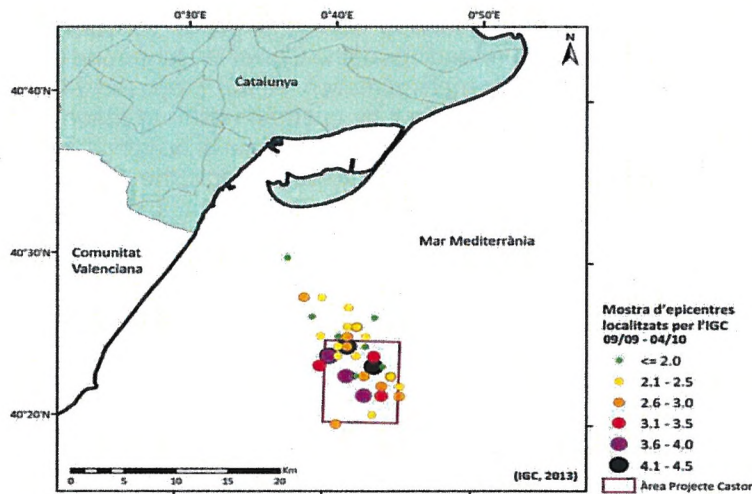 0°30'E 0°40'E 0°50'E
N
40°40'N
Catalunya
40°30'N
Comunitat
Valenciana
Mar Mediterrània
40°20'N
0 5 10 20 Km
(IGC, 2013)
Mostra d'epicentres
localitzats per l'IGC
09/09 - 04/10
<= 2.0
2.1 - 2.5
2.6 - 3.0
3.1 - 3.5
3.6 - 4.0
4.1 - 4.5
Àrea Projecte Castor